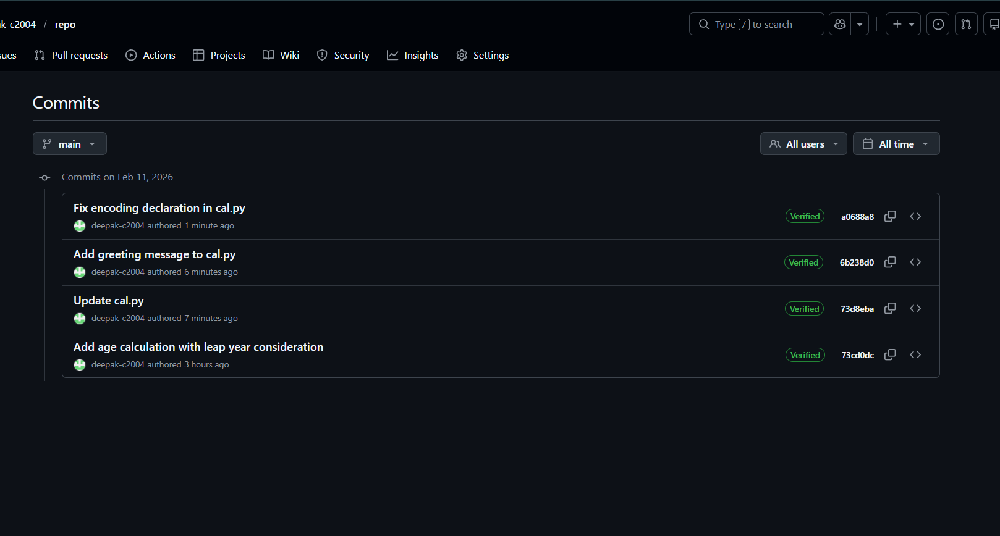 k-c2004 / repo
Type / to search
sues Pull requests Actions Projects Wiki Security Insights Settings
Commits
main
All users All time
Commits on Feb 11, 2026
Fix encoding declaration in cal.py
deepak-c2004 authored 1 minute ago
Verified a0688a8
Add greeting message to cal.py
deepak-c2004 authored 6 minutes ago
Verified 6b238d0
Update cal.py
deepak-c2004 authored 7 minutes ago
Verified 73d8eba
Add age calculation with leap year consideration
deepak-c2004 authored 3 hours ago
Verified 73cd0dc